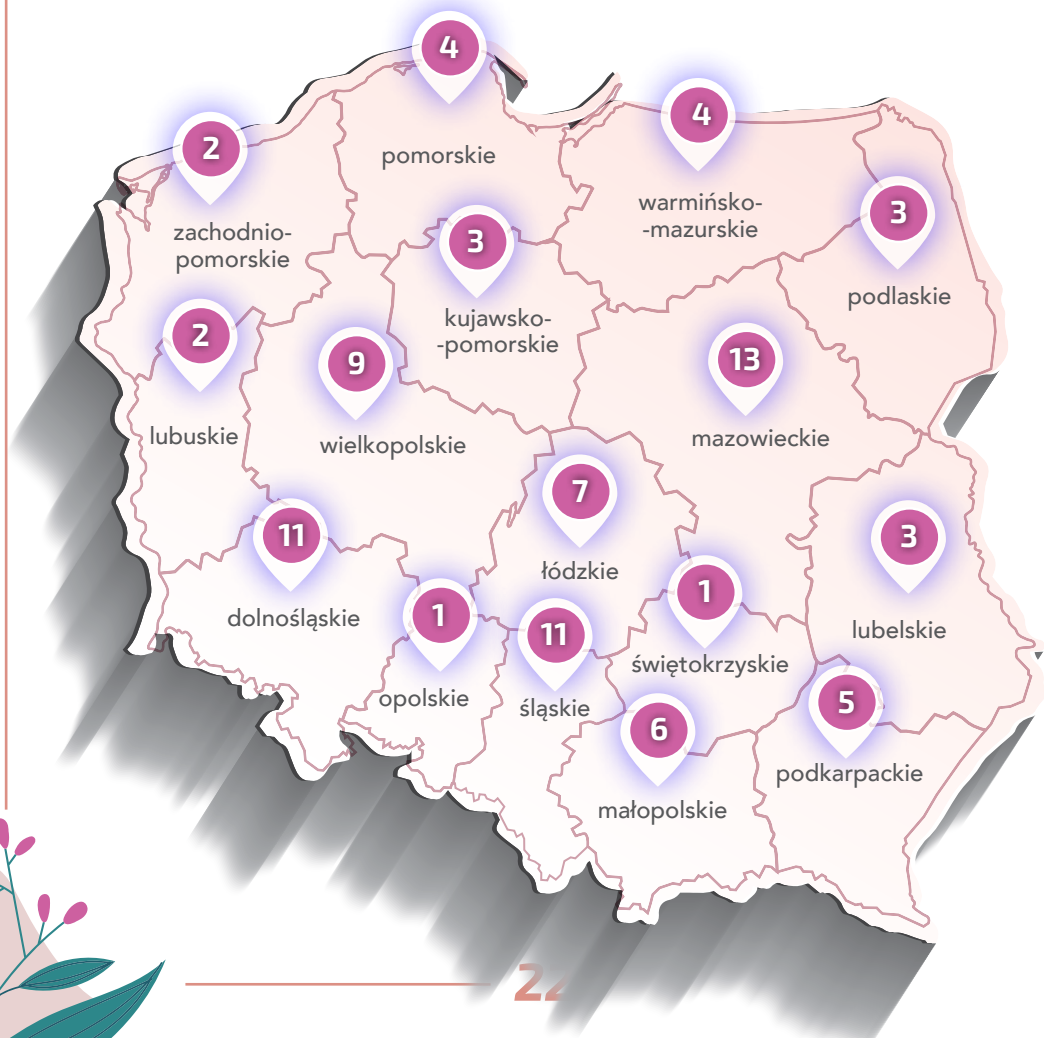 4
pomorskie
4
warmińsko-
-mazurskie
2
zachodnio-
pomorskie
3
podlaskie
3
kujawsko-
-pomorskie
2
lubuskie
9
wielkopolskie
13
mazowieckie
7
łódzkie
11
dolnośląskie
3
lubelskie
1
opolskie
11
śląskie
1
świętokrzyskie
6
małopolskie
5
podkarpackie